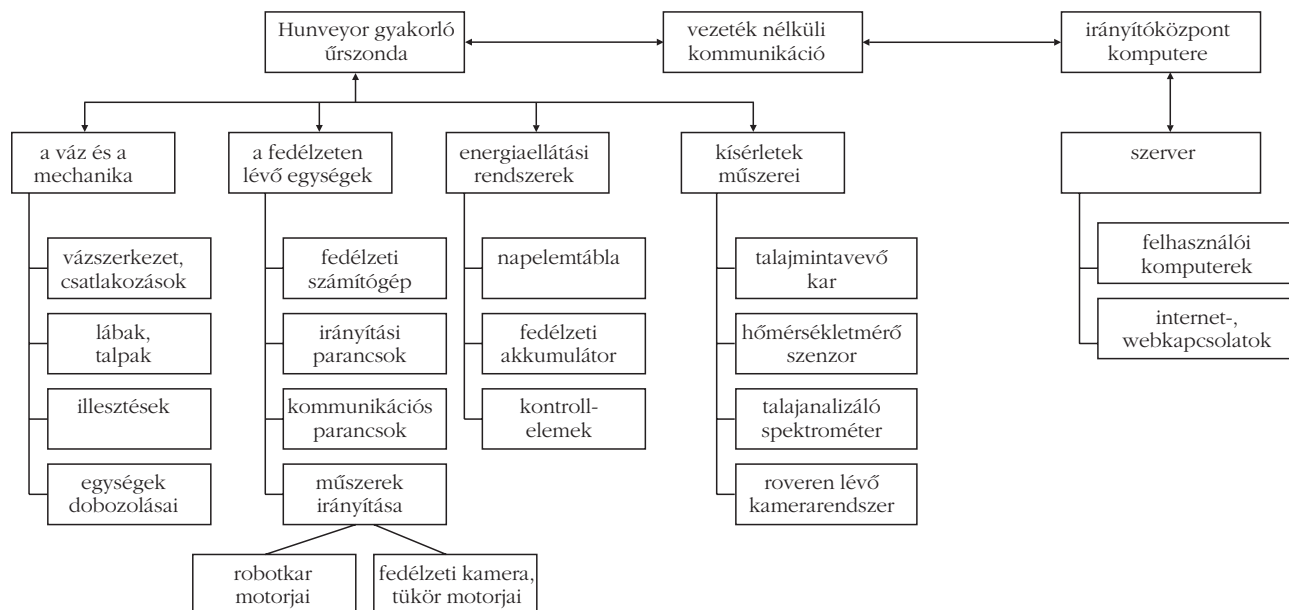 Hunveyor gyakorló
űrszonda
vezeték nélküli
kommunikáció
irányítóközpont
komputere
a váz és a
mechanika
a fedélzeten
lévő egységek
energiaellátási
rendszerek
kísérletek
műszerei
szerver
vázszerkezet,
csatlakozások
lábak,
talpak
illesztések
egységek
dobozolásai
fedélzeti
számítógép
irányítási
parancsok
kommunikációs
parancsok
műszerek
irányítása
robotkar
motorjai
fedélzeti kamera,
tükör motorjai
napelemtábla
fedélzeti
akkumulátor
kontroll-
elemek
talajmintavevő
kar
hőmérsékletmérő
szenzor
talajanalizáló
spektrométer
roveren lévő
kamerarendszer
felhasználói
komputerek
internet-,
webkapcsolatok